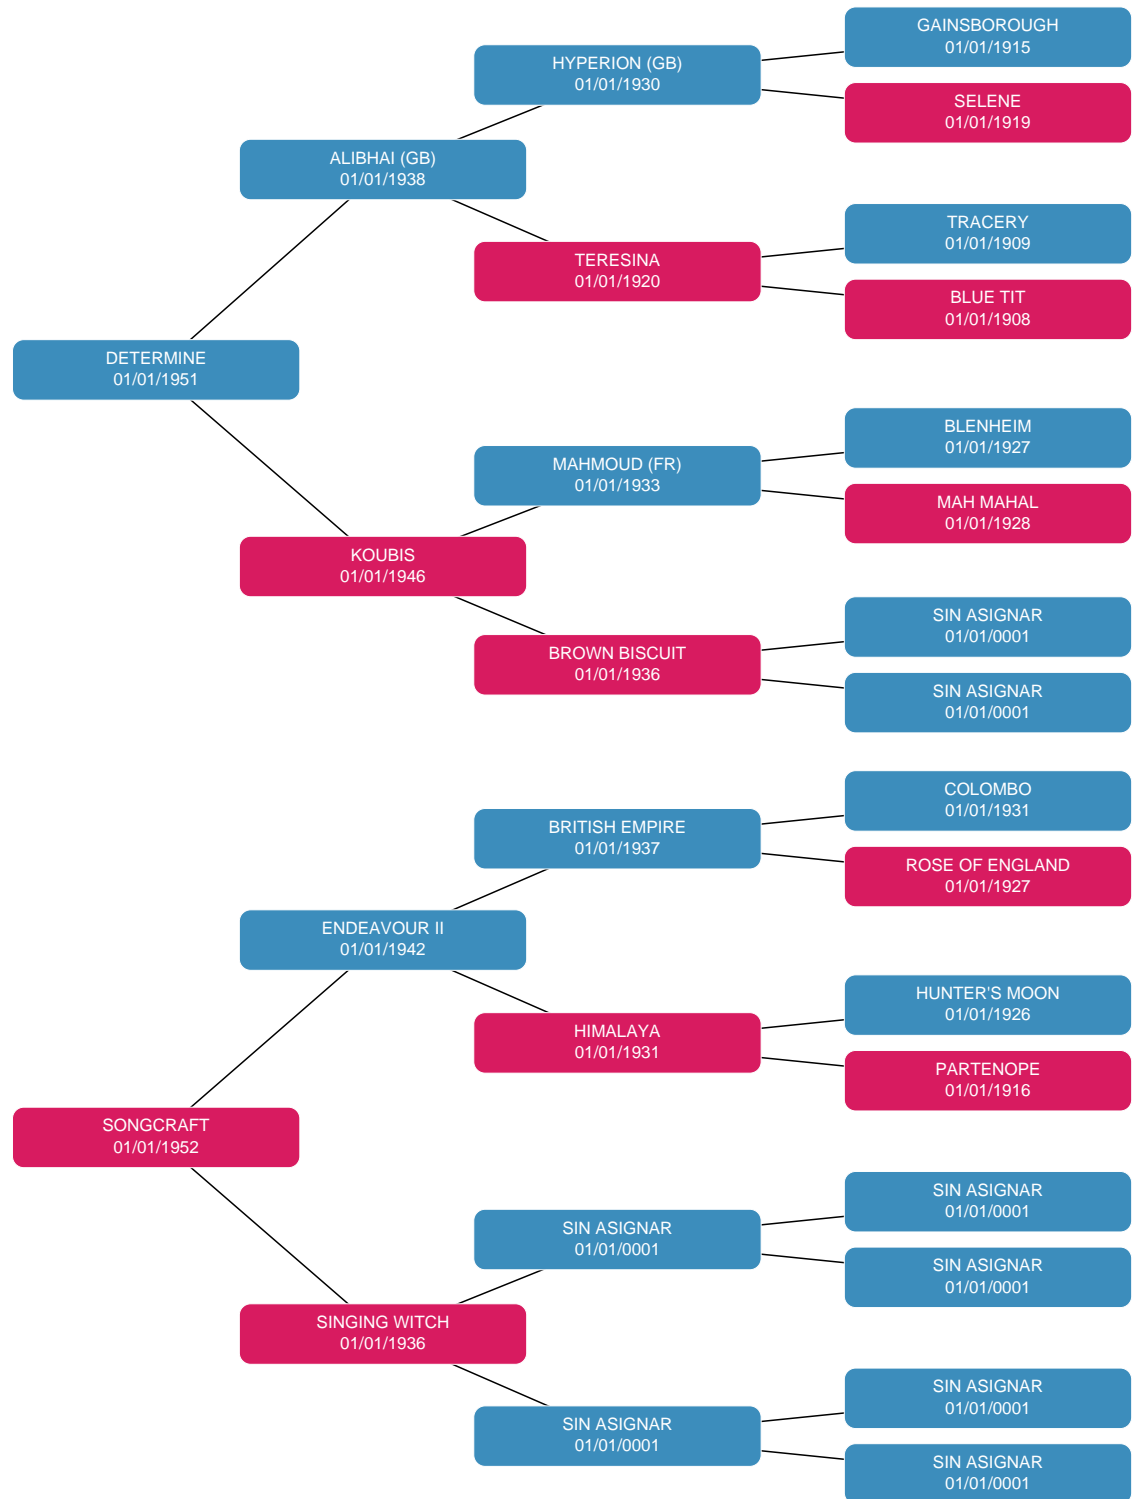 GAINSBOROUGH
01/01/1915
HYPERION (GB)
01/01/1930
SELENE
01/01/1919
ALIBHAI (GB)
01/01/1938
TRACERY
01/01/1909
TERESINA
01/01/1920
BLUE TIT
01/01/1908
DETERMINE
01/01/1951
BLENHEIM
01/01/1927
MAHMOUD (FR)
01/01/1933
MAH MAHAL
01/01/1928
KOUBIS
01/01/1946
SIN ASIGNAR
01/01/0001
BROWN BISCUIT
01/01/1936
SIN ASIGNAR
01/01/0001
COLOMBO
01/01/1931
BRITISH EMPIRE
01/01/1937
ROSE OF ENGLAND
01/01/1927
ENDEAVOUR II
01/01/1942
HUNTER'S MOON
01/01/1926
HIMALAYA
01/01/1931
PARTENOPE
01/01/1916
SONGCRAFT
01/01/1952
SIN ASIGNAR
01/01/0001
SIN ASIGNAR
01/01/0001
SIN ASIGNAR
01/01/0001
SINGING WITCH
01/01/1936
SIN ASIGNAR
01/01/0001
SIN ASIGNAR
01/01/0001
SIN ASIGNAR
01/01/0001